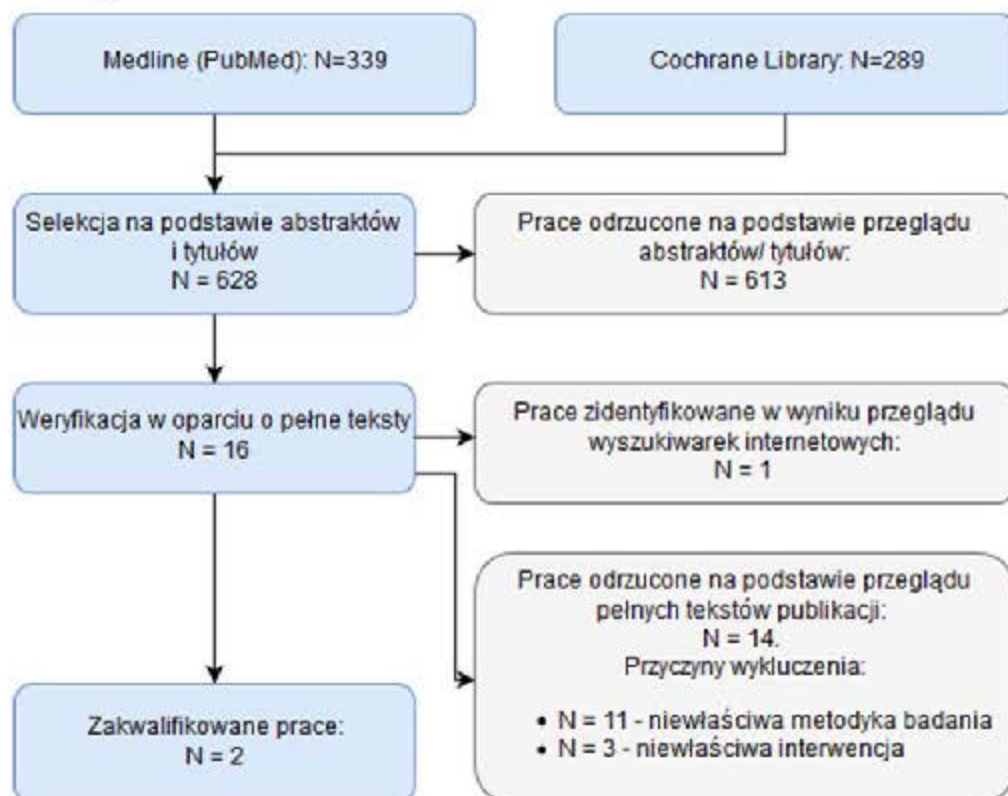 Medline (PubMed): N=339
Cochrane Library: N=289
Selekcja na podstawie abstraktów
i tytułów
N = 628
Prace odrzucone na podstawie przeglądu
abstraktów/ tytułów:
N = 613
Weryfikacja w oparciu o pełne teksty
N = 16
Prace zidentyfikowane w wyniku przeglądu
wyszukiwarek internetowych:
N = 1
Prace odrzucone na podstawie przeglądu
pełnych tekstów publikacji:
N = 14.
Przyczyny wykluczenia:
• N = 11 - niewłaściwa metodyka badania
• N = 3 - niewłaściwa interwencja
Zakwalifikowane prace:
N = 2